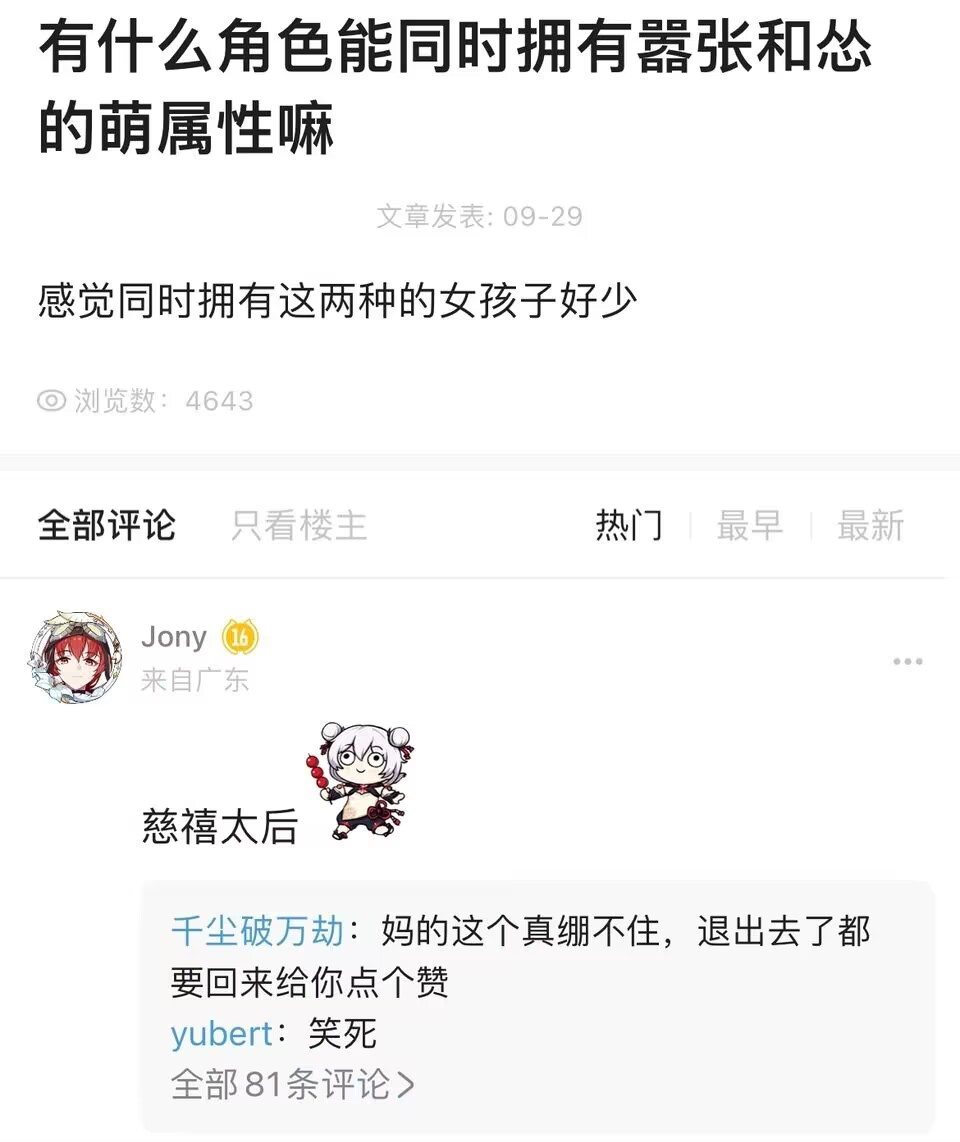 有什么角色能同时拥有嚣张和怂
的萌属性嘛
文章发表: 09-29
感觉同时拥有这两种的女孩子好少
浏览数: 4643
全部评论 只看楼主 热门 最早 最新
Jony 16
来自广东
慈禧太后
千尘破万劫：妈的这个真绷不住，退出去了都
要回来给你点个赞
yubert：笑死
全部81条评论>